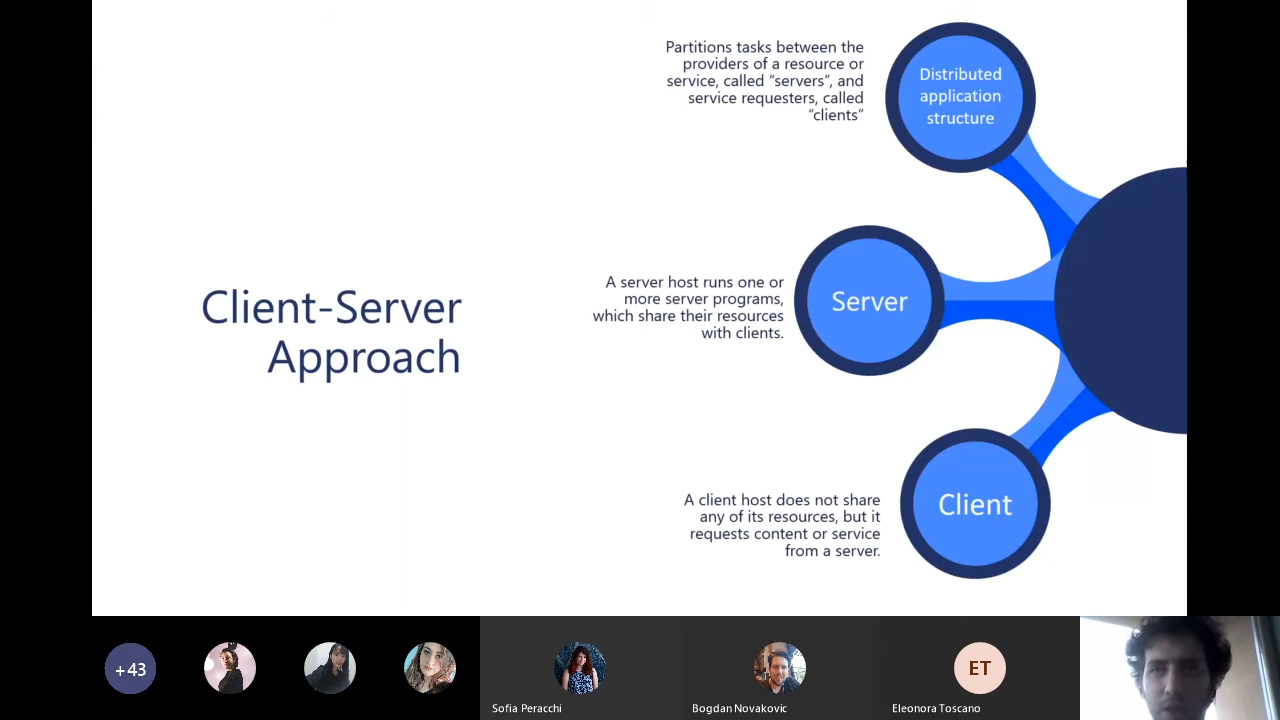 Partitions tasks between the
providers of a resource or
service, called “servers”, and
service requesters, called
“clients”
Distributed
application
structure
Client-Server
Approach
A server host runs one or
more server programs,
which share their resources
with clients.
Server
A client host does not share
any of its resources, but it
requests content or service
from a server.
Client
+43
Sofia Peracchi
Bogdan Novakovic
ET
Eleonora Toscano